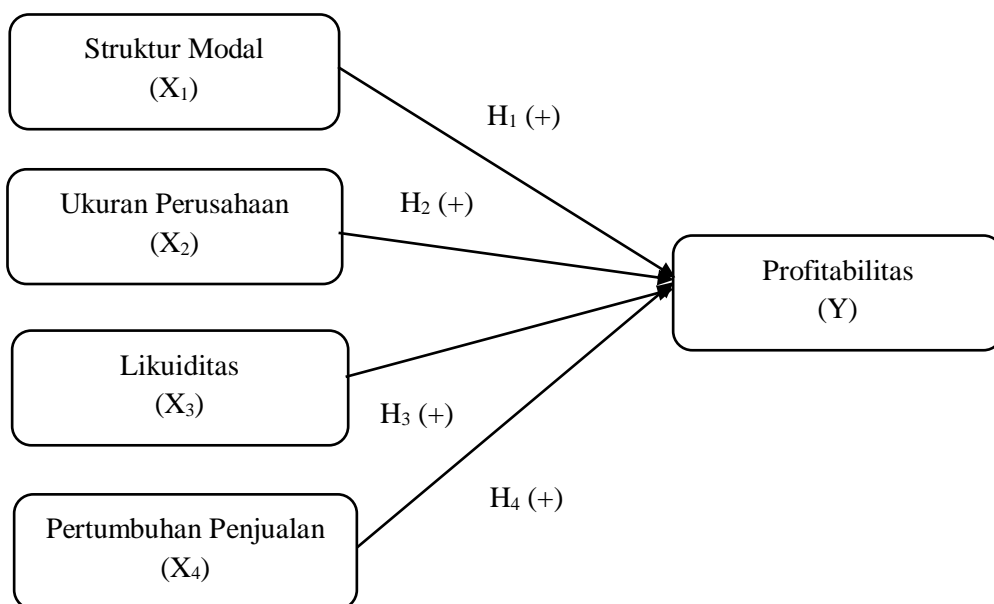 Struktur Modal
(X₁)
H₁ (+)
Ukuran Perusahaan
(X₂)
H₂ (+)
Profitabilitas
(Y)
Likuiditas
(X₃)
H₃ (+)
Pertumbuhan Penjualan
(X₄)
H₄ (+)